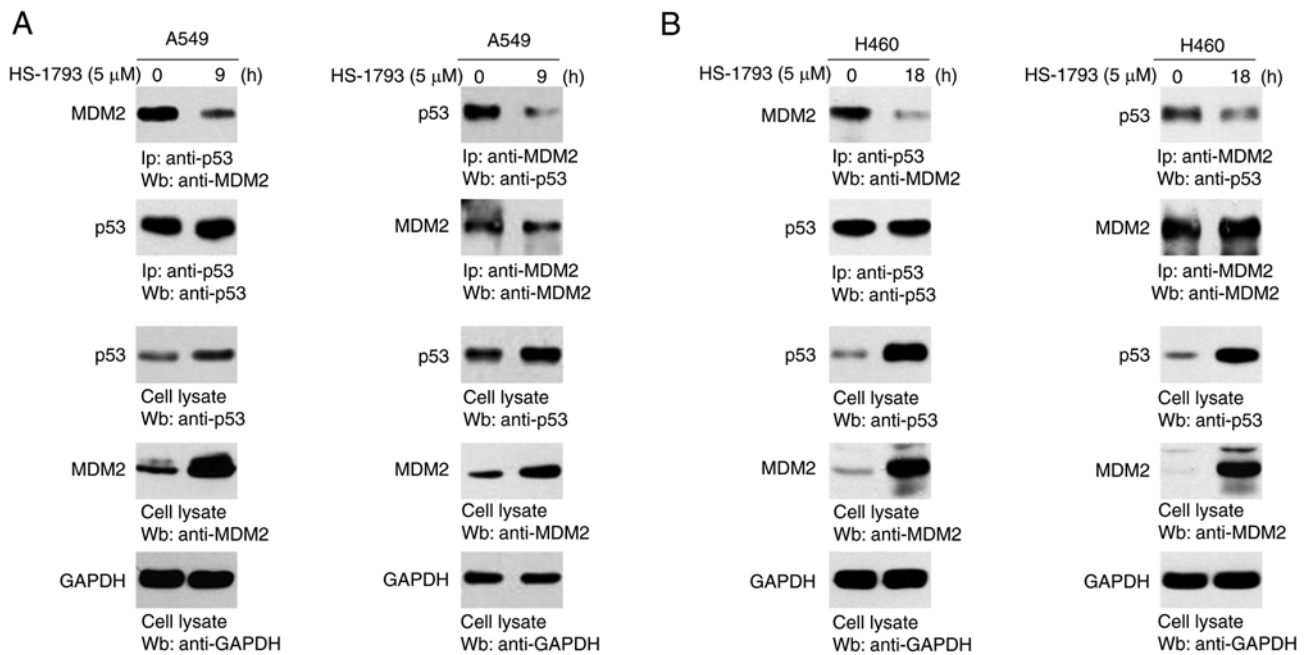 A
A549
HS-1793 (5 μM) 0 9 (h)
MDM2
Ip: anti-p53
Wb: anti-MDM2
p53
Ip: anti-p53
Wb: anti-p53
p53
Cell lysate
Wb: anti-p53
MDM2
Cell lysate
Wb: anti-MDM2
GAPDH
Cell lysate
Wb: anti-GAPDH
A549
HS-1793 (5 μM) 0 9 (h)
p53
Ip: anti-MDM2
Wb: anti-p53
MDM2
Ip: anti-MDM2
Wb: anti-MDM2
p53
Cell lysate
Wb: anti-p53
MDM2
Cell lysate
Wb: anti-MDM2
GAPDH
Cell lysate
Wb: anti-GAPDH
B
H460
HS-1793 (5 μM) 0 18 (h)
MDM2
Ip: anti-p53
Wb: anti-MDM2
p53
Ip: anti-p53
Wb: anti-p53
p53
Cell lysate
Wb: anti-p53
MDM2
Cell lysate
Wb: anti-MDM2
GAPDH
Cell lysate
Wb: anti-GAPDH
H460
HS-1793 (5 μM) 0 18 (h)
p53
Ip: anti-MDM2
Wb: anti-p53
MDM2
Ip: anti-MDM2
Wb: anti-MDM2
p53
Cell lysate
Wb: anti-p53
MDM2
Cell lysate
Wb: anti-MDM2
GAPDH
Cell lysate
Wb: anti-GAPDH